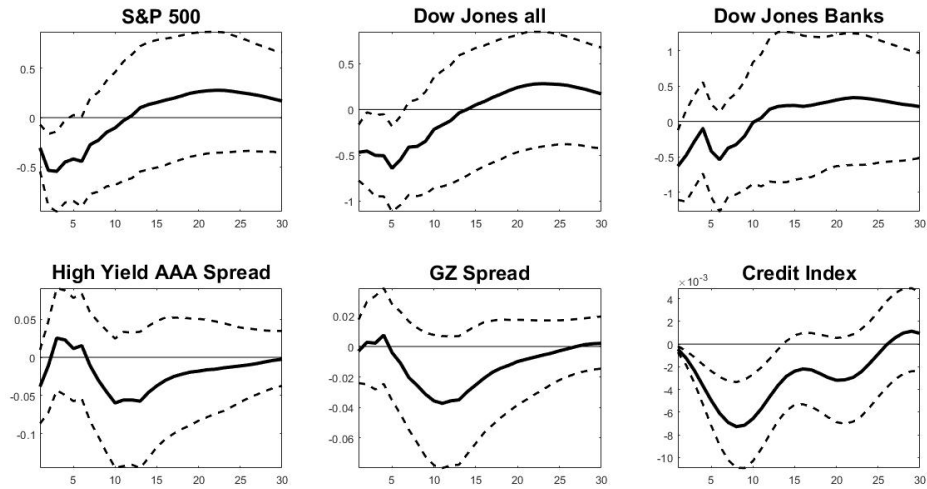 S&P 500
0.5
0
-0.5
5 10 15 20 25 30
Dow Jones all
0.5
0
-0.5
-1
5 10 15 20 25 30
Dow Jones Banks
1
0.5
0
-0.5
-1
5 10 15 20 25 30
High Yield AAA Spread
0.05
0
-0.05
-0.1
5 10 15 20 25 30
GZ Spread
0.02
0
-0.02
-0.04
-0.06
5 10 15 20 25 30
Credit Index
×10⁻³
4
2
0
-2
-4
-6
-8
-10
5 10 15 20 25 30